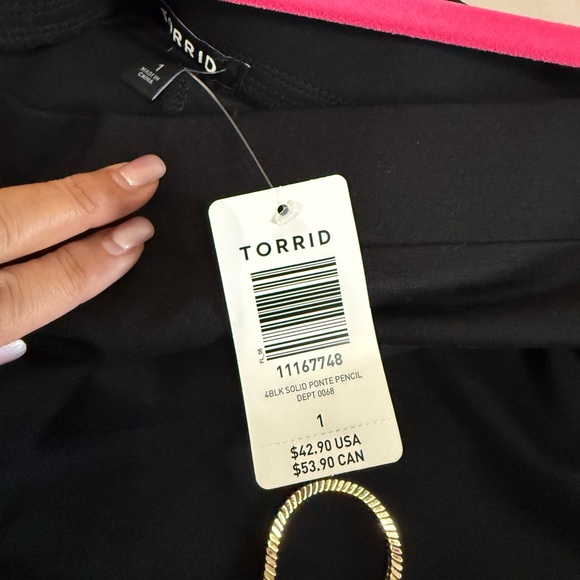 TORRID
1
MADE IN
CHINA
TORRID
FL_56
11167748
4BLK SOLID PONTE PENCIL
DEPT 0068
1
$42.90 USA
$53.90 CAN